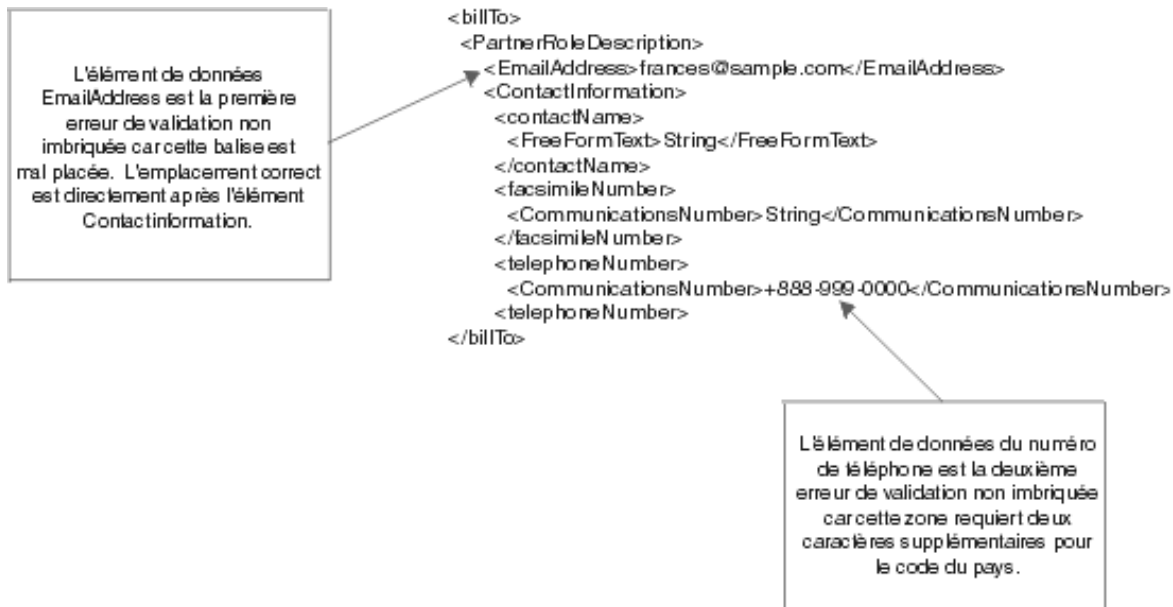 L'élément de données
EmailAddress est la première
erreur de validation non
imbriquée car cette balise est
mal placée. L'emplacement correct
est directement après l'élément
Contactinformation.
<billTo>
<PartnerRoleDescription>
<EmailAddress>frances@sample.com</EmailAddress>
<ContactInformation>
<contactName>
<FreeFormText>String</FreeFormText>
</contactName>
<facsimileNumber>
<CommunicationsNumber>String</CommunicationsNumber>
</facsimileNumber>
<telephoneNumber>
<CommunicationsNumber>+888-999-0000</CommunicationsNumber>
<telephoneNumber>
</billTo>
L'élément de données du numéro
de téléphone est la deuxième
erreur de validation non imbriquée
car cette zone requiert deux
caractères supplémentaires pour
le code du pays.